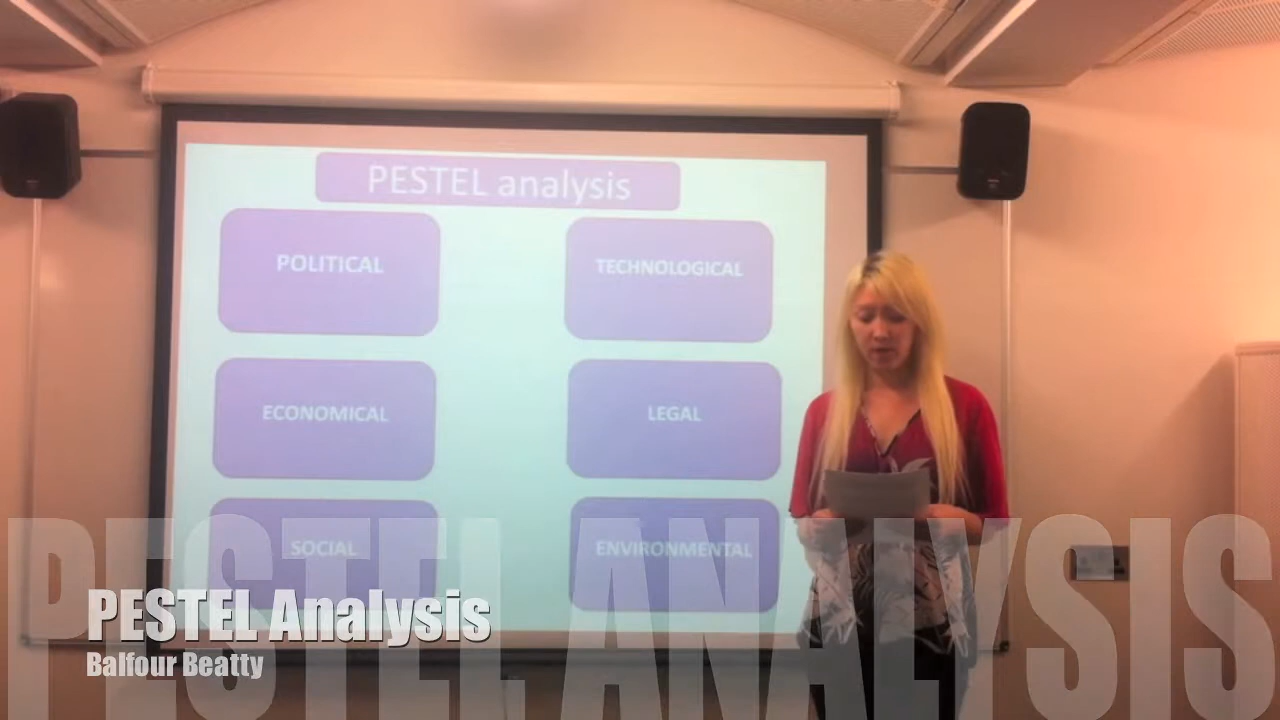 PESTEL analysis
POLITICAL
TECHNOLOGICAL
ECONOMICAL
LEGAL
SOCIAL
ENVIRONMENTAL
PESTEL ANALYSIS
PESTEL Analysis
Balfour Beatty